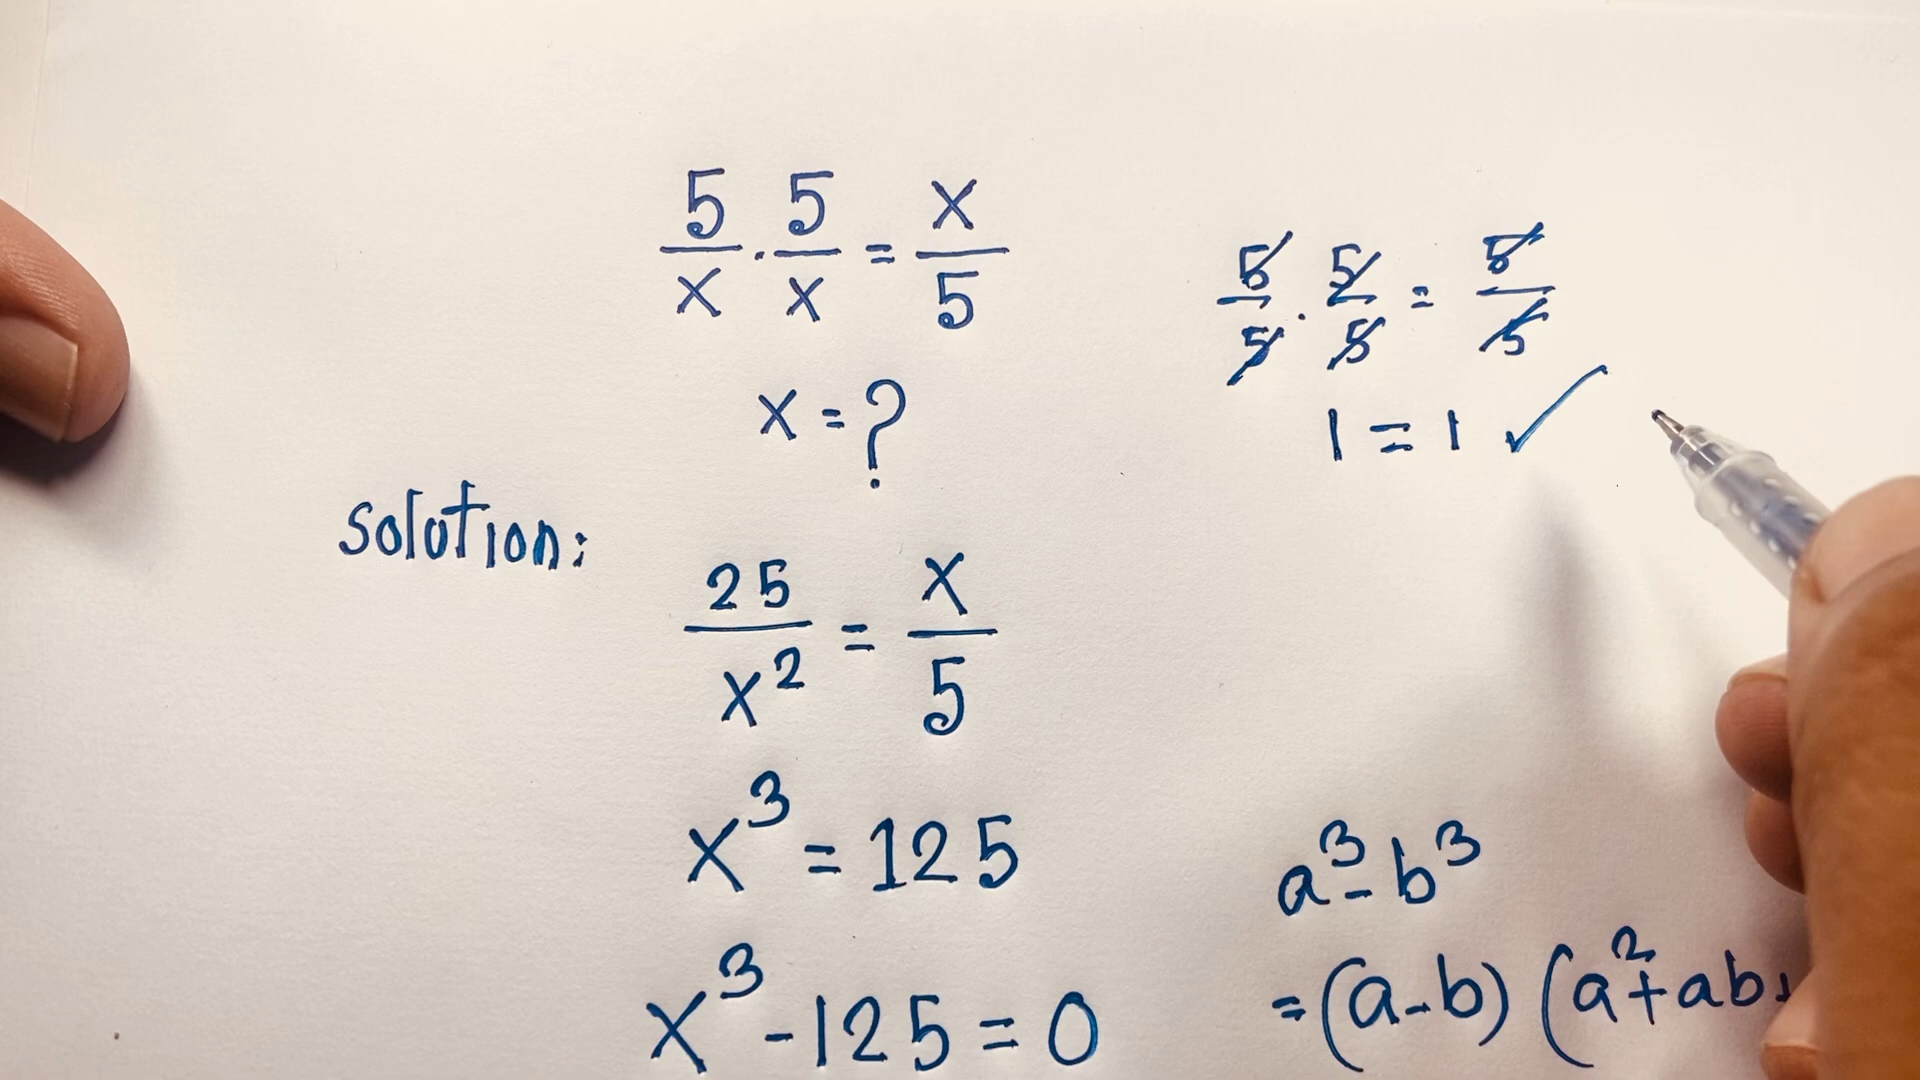 5/x · 5/x = x/5
x = ?
solution:
25/x² = x/5
x³ = 125
x³ - 125 = 0
5/5 · 5/5 = 5/5
1 = 1 ✓
a³ - b³
= (a - b) (a² + ab +